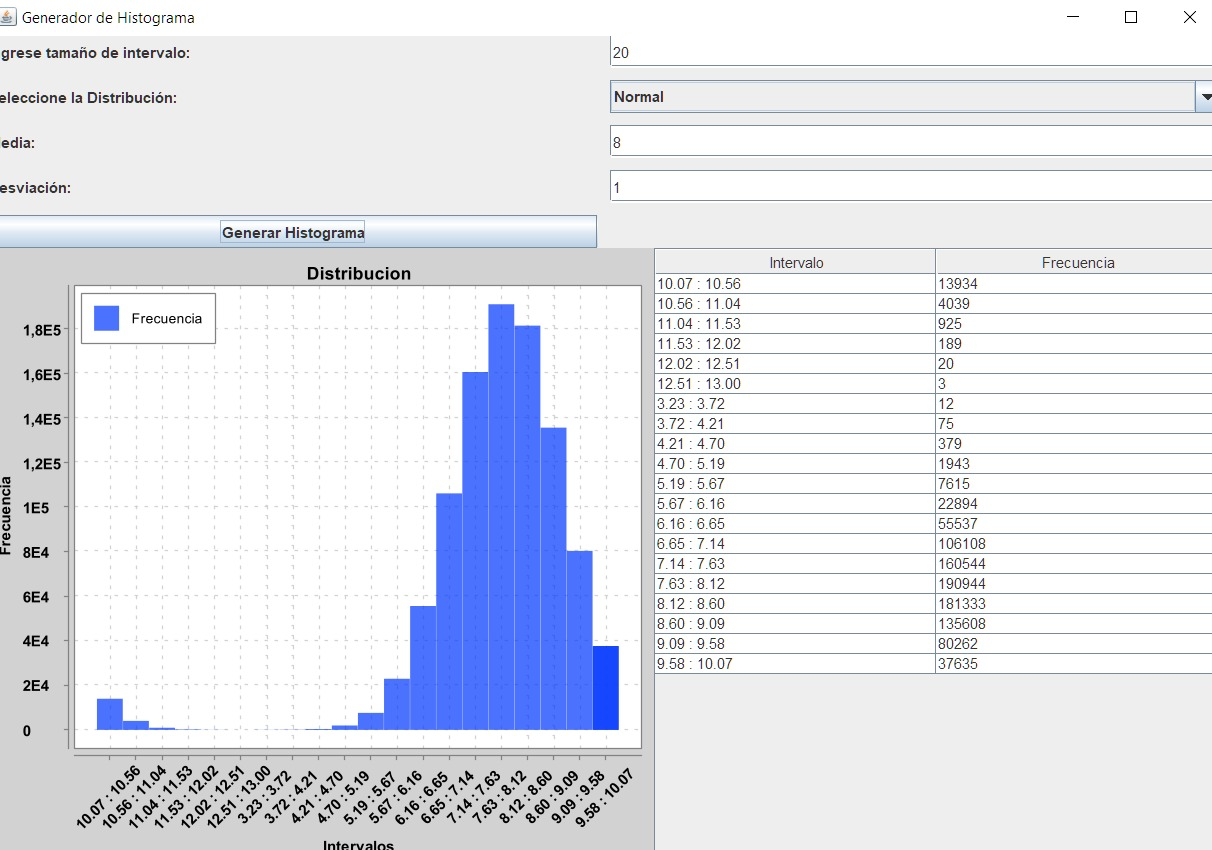 Generador de Histograma
grese tamaño de intervalo: 20
eleccione la Distribución: Normal
edia: 8
esviación: 1
Generar Histograma
Distribucion
Frecuencia
1,8E5
1,6E5
1,4E5
1,2E5
1E5
8E4
6E4
4E4
2E4
0
Frecuencia
10.07 : 10.56
10.56 : 11.04
11.04 : 11.53
11.53 : 12.02
12.02 : 12.51
12.51 : 13.00
3.23 : 3.72
3.72 : 4.21
4.21 : 4.70
4.70 : 5.19
5.19 : 5.67
5.67 : 6.16
6.16 : 6.65
6.65 : 7.14
7.14 : 7.63
7.63 : 8.12
8.12 : 8.60
8.60 : 9.09
9.09 : 9.58
9.58 : 10.07
Intervalos
Intervalo Frecuencia
10.07 : 10.56 13934
10.56 : 11.04 4039
11.04 : 11.53 925
11.53 : 12.02 189
12.02 : 12.51 20
12.51 : 13.00 3
3.23 : 3.72 12
3.72 : 4.21 75
4.21 : 4.70 379
4.70 : 5.19 1943
5.19 : 5.67 7615
5.67 : 6.16 22894
6.16 : 6.65 55537
6.65 : 7.14 106108
7.14 : 7.63 160544
7.63 : 8.12 190944
8.12 : 8.60 181333
8.60 : 9.09 135608
9.09 : 9.58 80262
9.58 : 10.07 37635